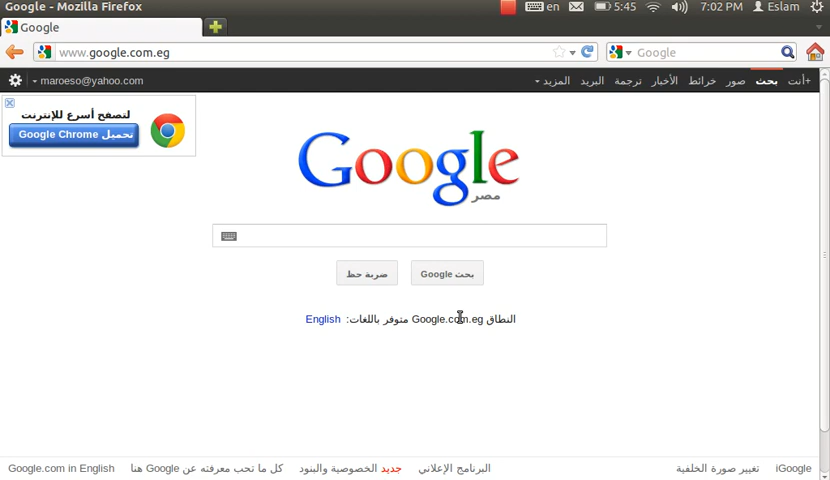 Google - Mozilla Firefox
en
5:45
7:02 PM
Eslam
Google
www.google.com.eg
Google
maroeso@yahoo.com
+أنت بحث صور خرائط الأخبار ترجمة البريد المزيد
لتصفح أسرع للإنترنت
تحميل Google Chrome
Google
مصر
بحث Google
ضربة حظ
النطاق Google.com.eg متوفر باللغات: English
iGoogle
تغيير صورة الخلفية
البرنامج الإعلاني
جديد الخصوصية والبنود
كل ما تحب معرفته عن Google هنا
Google.com in English